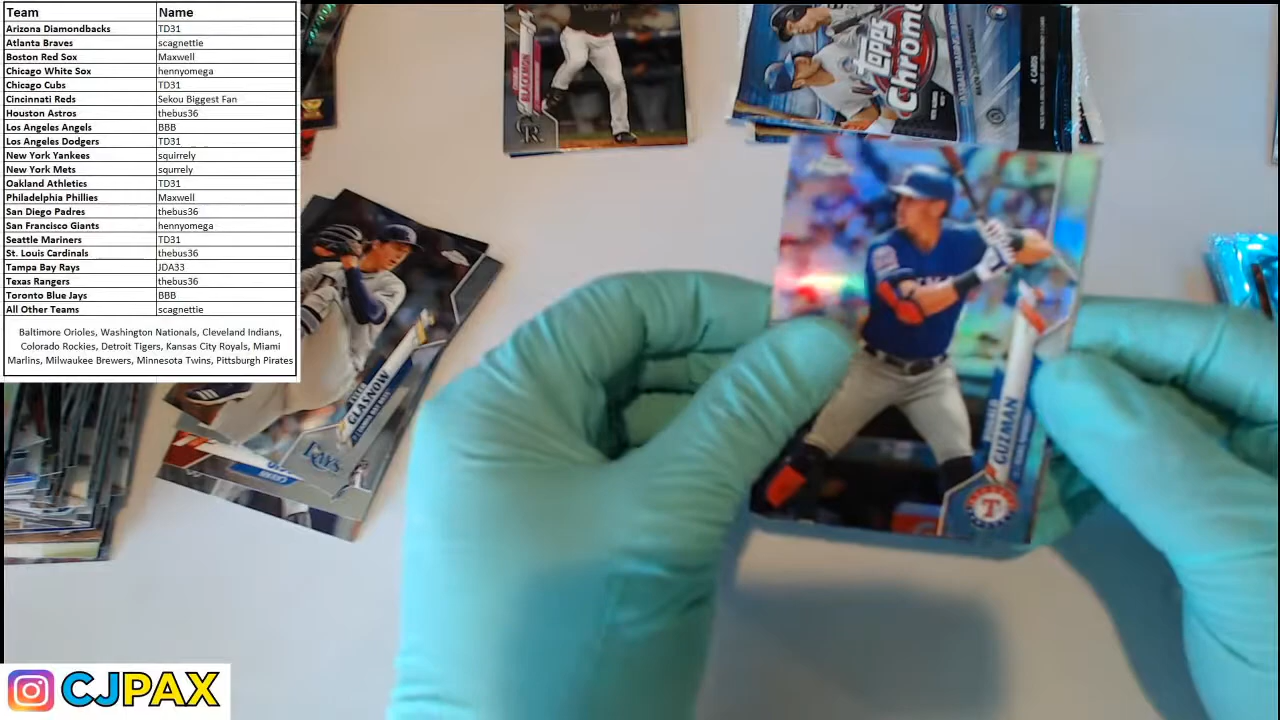 Team Name
Arizona Diamondbacks TD31
Atlanta Braves scagnettie
Boston Red Sox Maxwell
Chicago White Sox hennyomega
Chicago Cubs TD31
Cincinnati Reds Sekou Biggest Fan
Houston Astros thebus36
Los Angeles Angels BBB
Los Angeles Dodgers TD31
New York Yankees squirrely
New York Mets squrrely
Oakland Athletics TD31
Philadelphia Phillies Maxwell
San Diego Padres thebus36
San Francisco Giants hennyomega
Seattle Mariners TD31
St. Louis Cardinals thebus36
Tampa Bay Rays JDA33
Texas Rangers thebus36
Toronto Blue Jays BBB
All Other Teams scagnettie
Baltimore Orioles, Washington Nationals, Cleveland Indians,
Colorado Rockies, Detroit Tigers, Kansas City Royals, Miami
Marlins, Milwaukee Brewers, Minnesota Twins, Pittsburgh Pirates
BLACKMON
Topps
Chrome
4 CARDS
GLASNOW
RAYS
GUZMAN
T
CJPAX